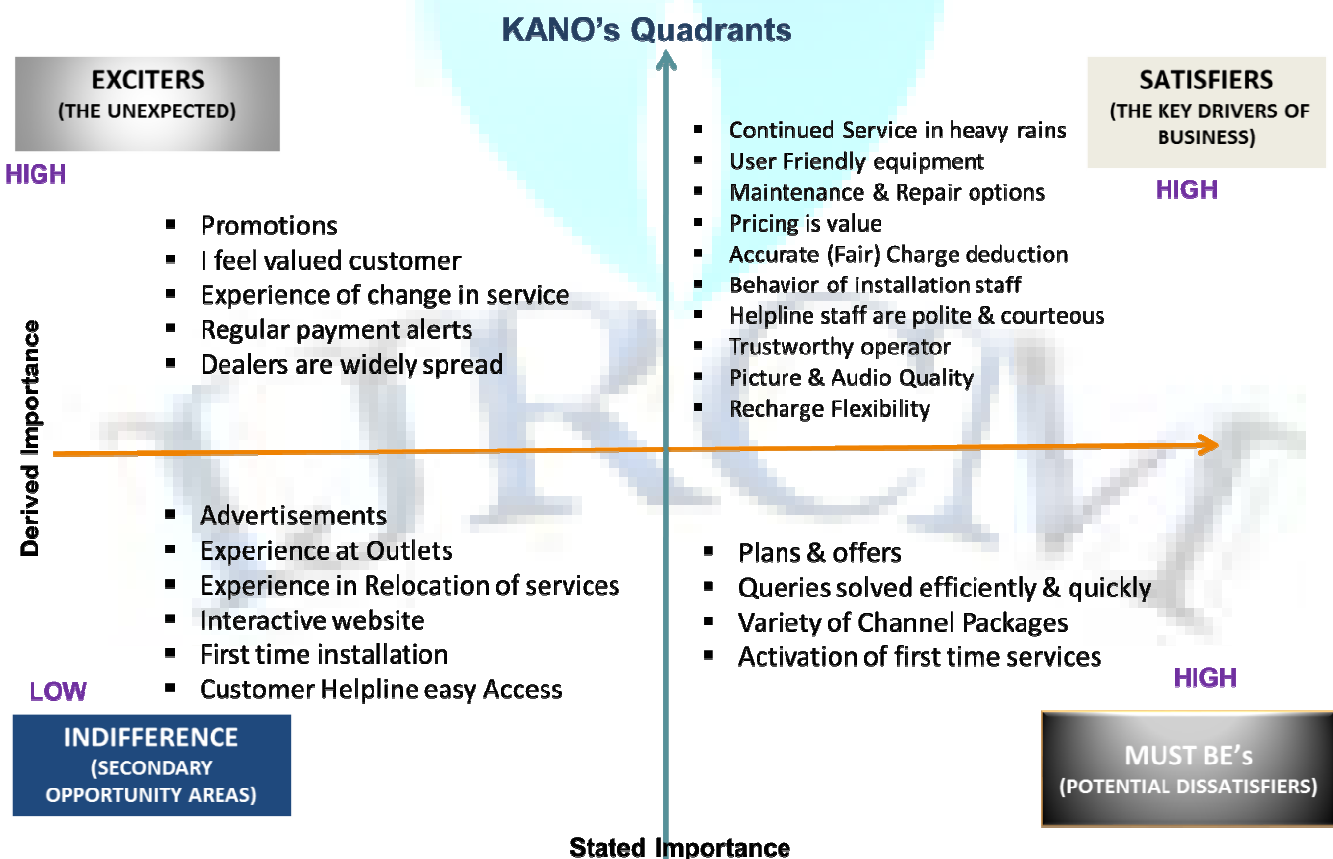 KANO's Quadrants
EXCITERS
(THE UNEXPECTED)
HIGH
▪ Promotions
▪ I feel valued customer
▪ Experience of change in service
▪ Regular payment alerts
▪ Dealers are widely spread
SATISFIERS
(THE KEY DRIVERS OF
BUSINESS)
HIGH
▪ Continued Service in heavy rains
▪ User Friendly equipment
▪ Maintenance & Repair options
▪ Pricing is value
▪ Accurate (Fair) Charge deduction
▪ Behavior of installation staff
▪ Helpline staff are polite & courteous
▪ Trustworthy operator
▪ Picture & Audio Quality
▪ Recharge Flexibility
Derived Importance
▪ Advertisements
▪ Experience at Outlets
▪ Experience in Relocation of services
▪ Interactive website
▪ First time installation
▪ Customer Helpline easy Access
LOW
INDIFFERENCE
(SECONDARY
OPPORTUNITY AREAS)
▪ Plans & offers
▪ Queries solved efficiently & quickly
▪ Variety of Channel Packages
▪ Activation of first time services
HIGH
MUST BE's
(POTENTIAL DISSATISFIERS)
Stated Importance
IJRCM